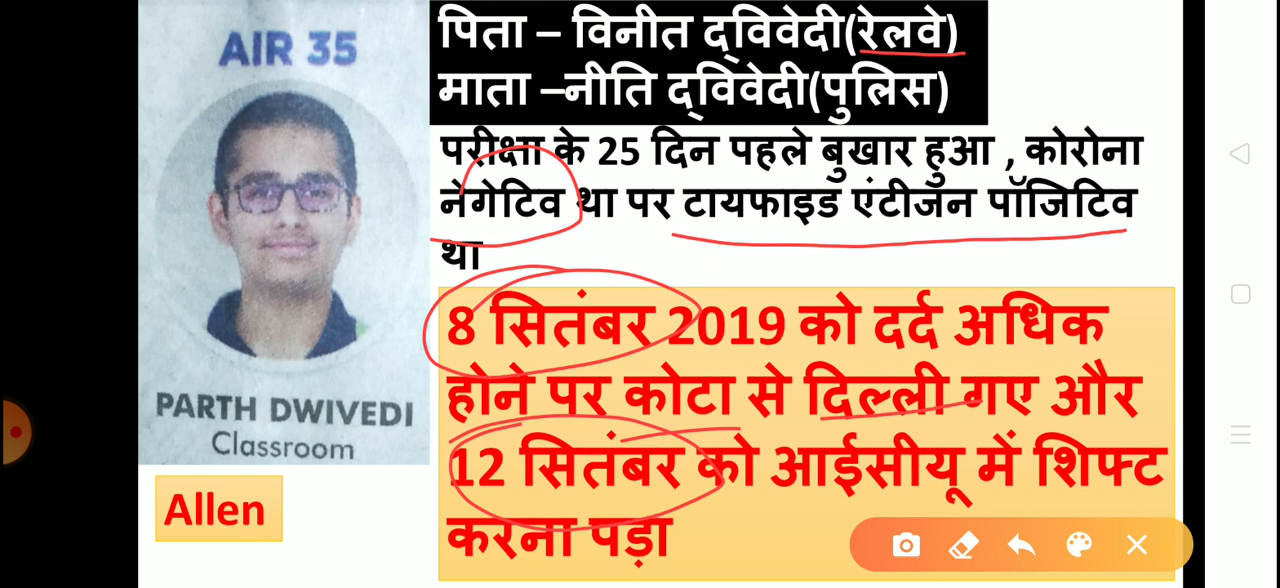 AIR 35
PARTH DWIVEDI
Classroom
Allen
पिता – विनीत द्विवेदी(रेलवे)
माता –नीति द्विवेदी(पुलिस)
परीक्षा के 25 दिन पहले बुखार हुआ , कोरोना
नेगेटिव था पर टायफाइड एंटीजन पॉजिटिव
था
8 सितंबर 2019 को दर्द अधिक
होने पर कोटा से दिल्ली गए और
12 सितंबर को आईसीयू में शिफ्ट
करना पड़ा